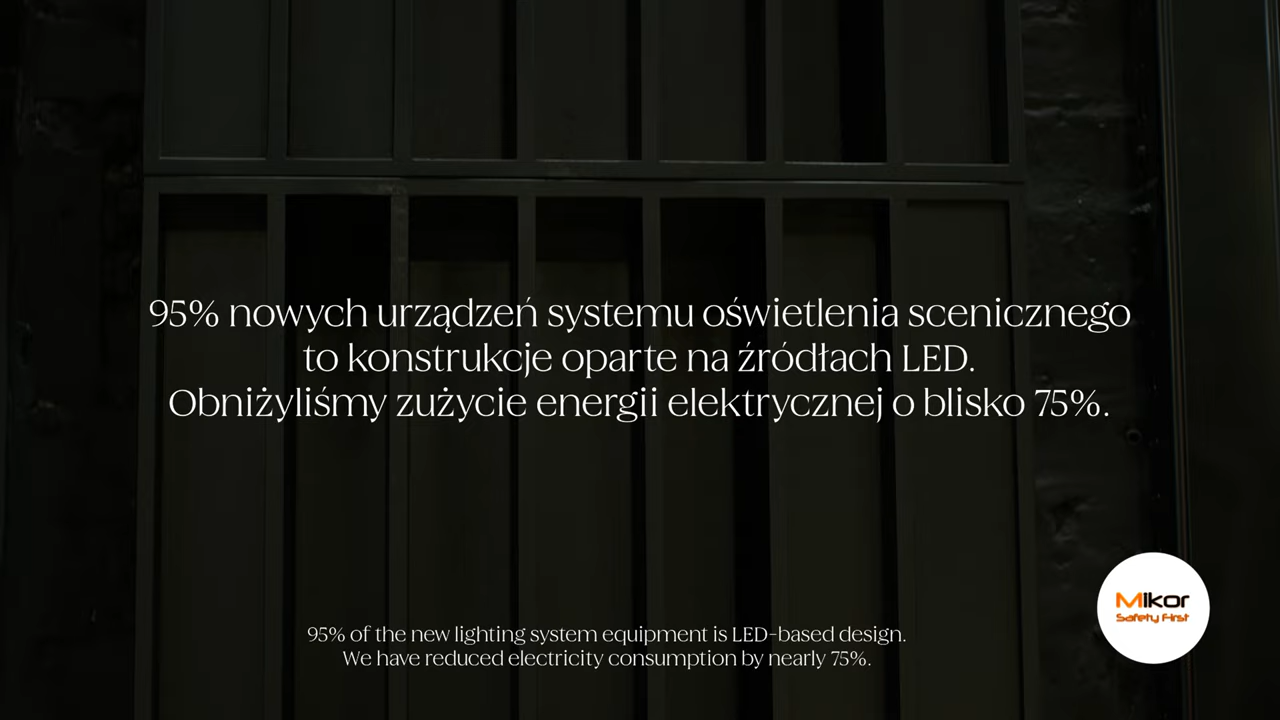 95% nowych urządzeń systemu oświetlenia scenicznego
to konstrukcje oparte na źródłach LED.
Obniżyliśmy zużycie energii elektrycznej o blisko 75%.
Mikor
Safety First
95% of the new lighting system equipment is LED-based design.
We have reduced electricity consumption by nearly 75%.